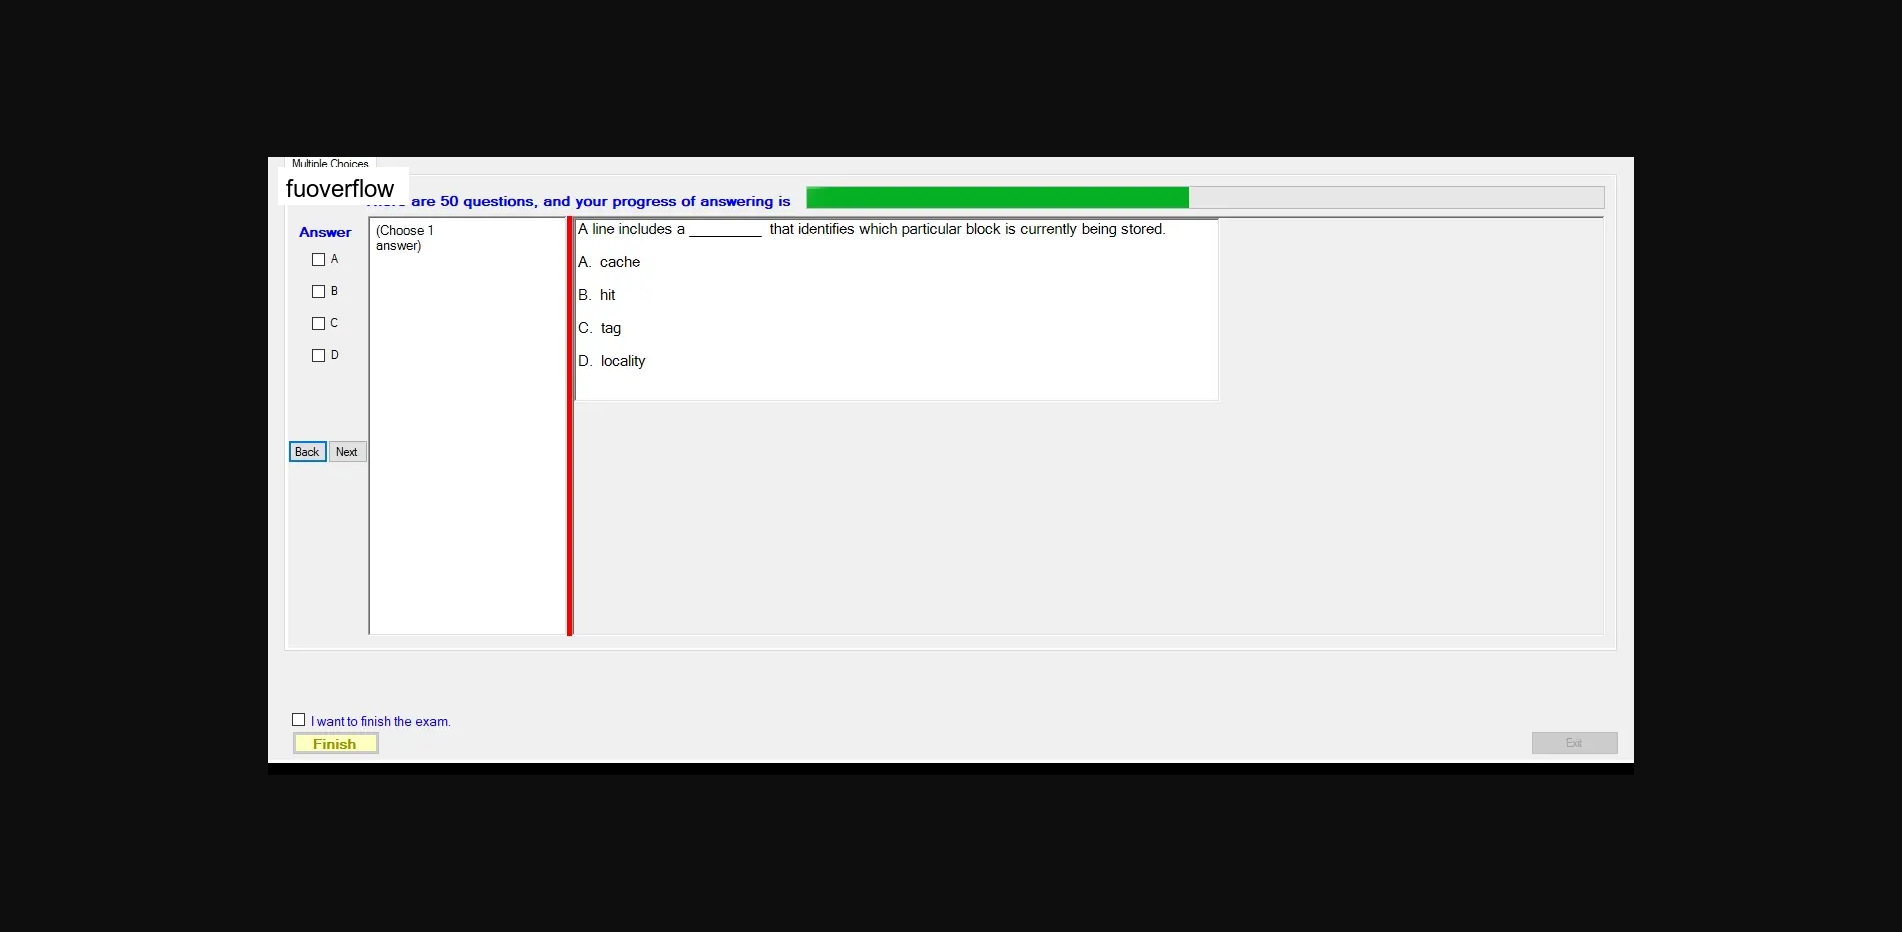 Multiple Choices
fuoverflow
are 50 questions, and your progress of answering is
Answer
(Choose 1
answer)
A
B
C
D
A line includes a _________ that identifies which particular block is currently being stored.
A. cache
B. hit
C. tag
D. locality
Back Next
I want to finish the exam.
Finish
Exit